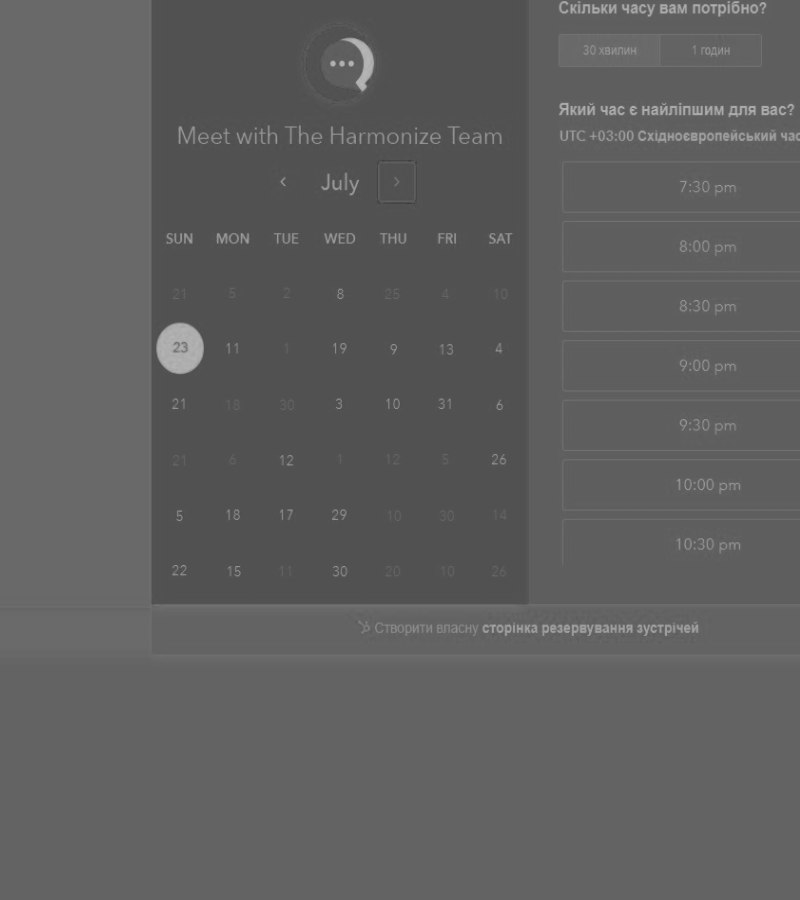 Meet with The Harmonize Team
July
SUN MON TUE WED THU FRI SAT
21 5 2 8 25 4 10
23 11 1 19 9 13 4
21 18 30 3 10 31 6
21 6 12 1 12 5 26
5 18 17 29 10 30 14
22 15 11 30 20 10 26
Скільки часу вам потрібно?
30 хвилин 1 годин
Який час є найліпшим для вас?
UTC +03:00 Східноєвропейський
7:30 pm
8:00 pm
8:30 pm
9:00 pm
9:30 pm
10:00 pm
10:30 pm
Створити власну сторінка резервування зустрічей